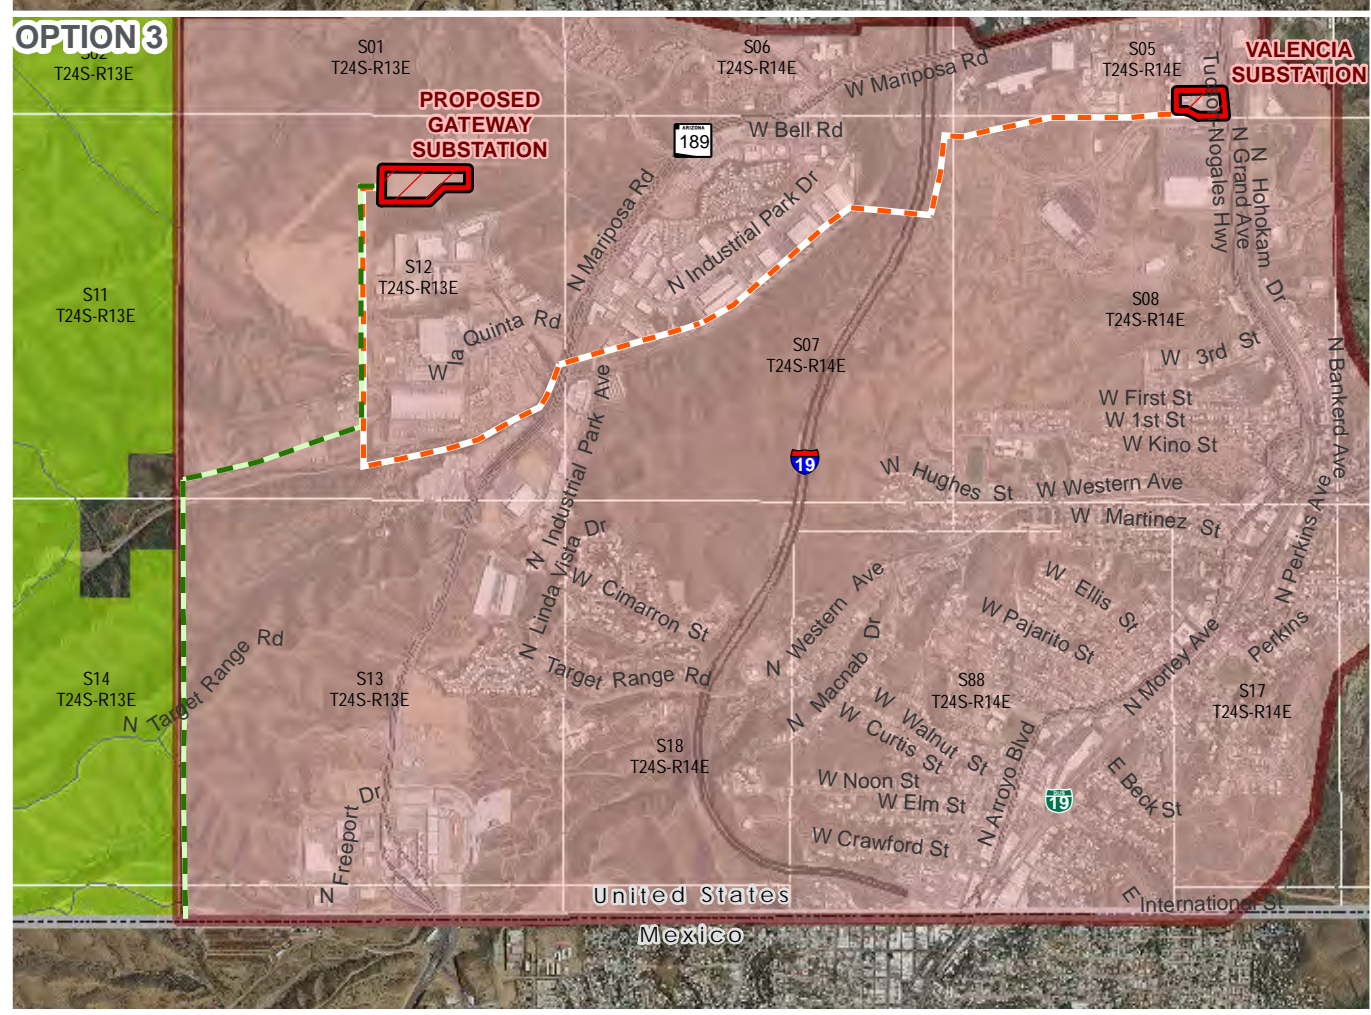 OPTION 3
S02
T24S-R13E
S01
T24S-R13E
S06
T24S-R14E
W Mariposa Rd
S05
T24S-R14E
VALENCIA
SUBSTATION
PROPOSED
GATEWAY
SUBSTATION
ARIZONA
189
W Bell Rd
Tucson-Nogales Hwy
N Grand Ave
N Hohokam Dr
N Mariposa Rd
N Industrial Park Dr
S12
T24S-R13E
S11
T24S-R13E
S08
T24S-R14E
W la Quinta Rd
S07
T24S-R14E
W 3rd St
N Bankerd Ave
W First St
W 1st St
W Kino St
N Industrial Park Ave
19
W Hughes St
W Western Ave
W Martinez St
N Perkins Ave
N Linda Vista Dr
W Cimarron St
N Western Ave
W Ellis St
W Pajarito St
N Macnab Dr
Perkins
N Target Range Rd
Target Range Rd
N Morley Ave
S14
T24S-R13E
S13
T24S-R13E
S88
T24S-R14E
S17
T24S-R14E
W Walnut St
W Curtis St
S18
T24S-R14E
N Arroyo Blvd
W Noon St
E Beck St
W Elm St
BUS
19
N Freeport Dr
W Crawford St
United States
E International St
Mexico